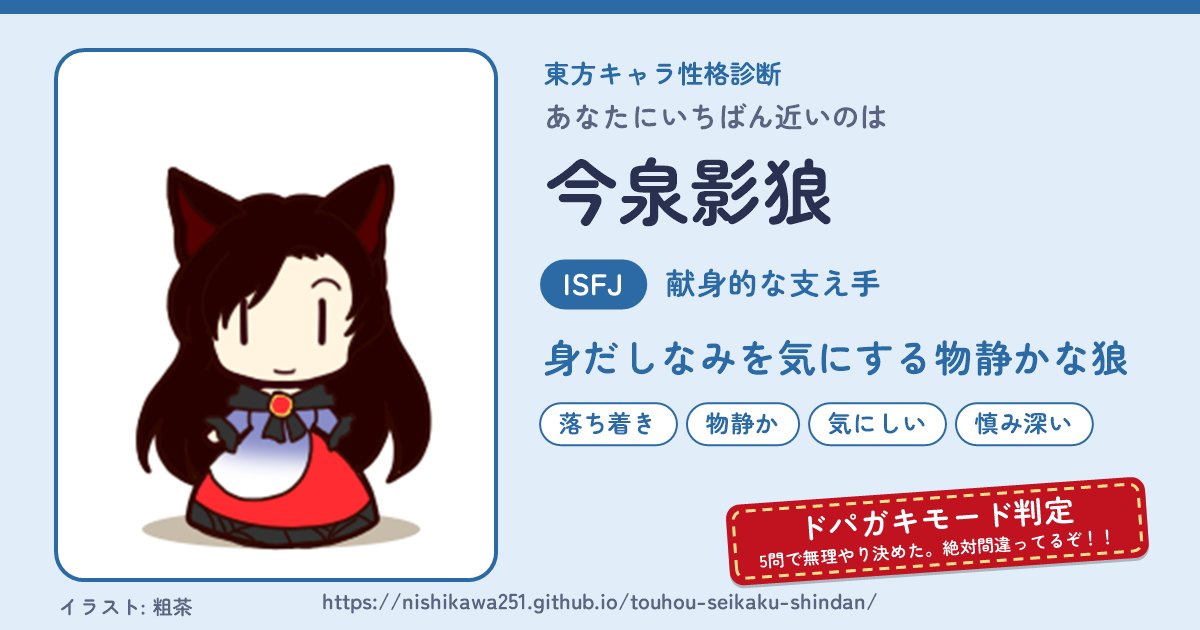 東方キャラ性格診断
あなたにいちばん近いのは
今泉影狼
ISFJ 献身的な支え手
身だしなみを気にする物静かな狼
落ち着き 物静か 気にしい 慎み深い
ドパガキモード判定
5問で無理やり決めた。絶対間違ってるぞ！！
イラスト: 粗茶
https://nishikawa251.github.io/touhou-seikaku-shindan/